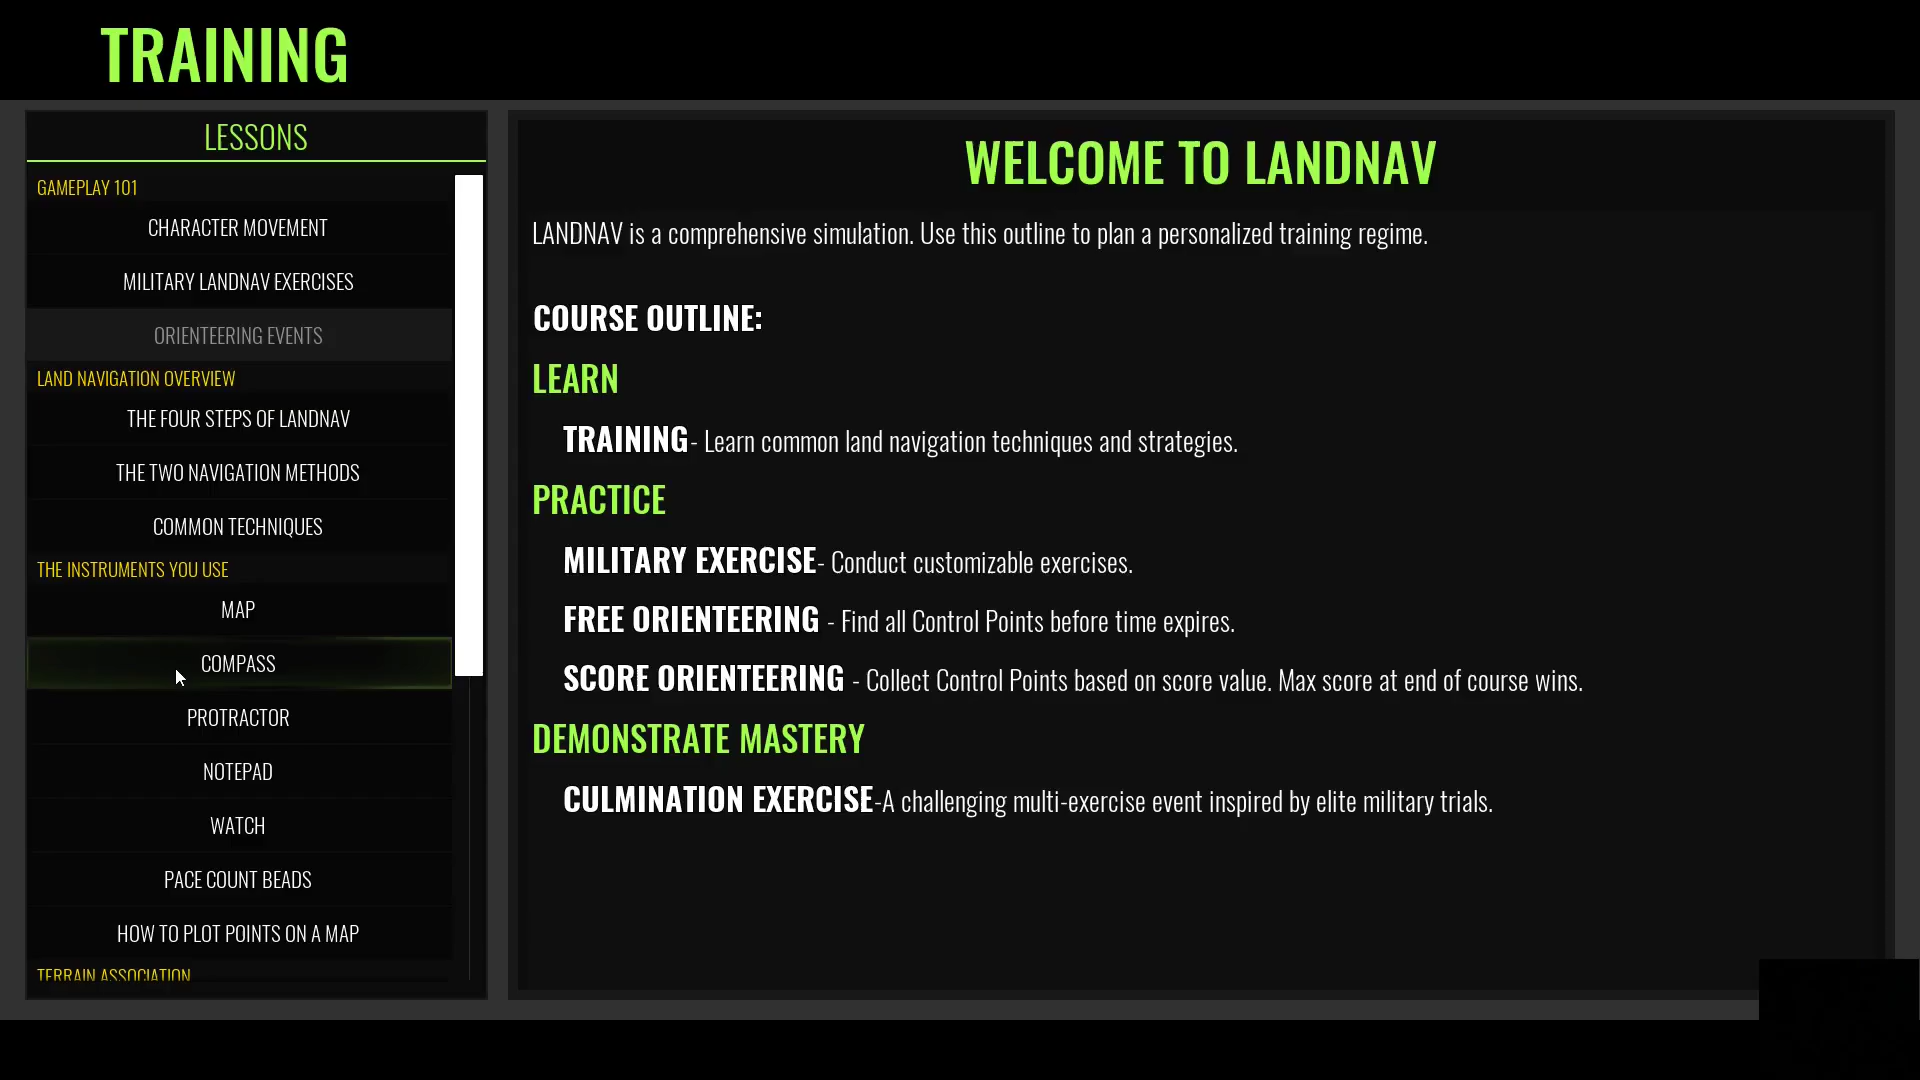 TRAINING
LESSONS
GAMEPLAY 101
CHARACTER MOVEMENT
MILITARY LANDNAV EXERCISES
ORIENTEERING EVENTS
LAND NAVIGATION OVERVIEW
THE FOUR STEPS OF LANDNAV
THE TWO NAVIGATION METHODS
COMMON TECHNIQUES
THE INSTRUMENTS YOU USE
MAP
COMPASS
PROTRACTOR
NOTEPAD
WATCH
PACE COUNT BEADS
HOW TO PLOT POINTS ON A MAP
TERRAIN ASSOCIATION
WELCOME TO LANDNAV
LANDNAV is a comprehensive simulation. Use this outline to plan a personalized training regime.
COURSE OUTLINE:
LEARN
TRAINING- Learn common land navigation techniques and strategies.
PRACTICE
MILITARY EXERCISE- Conduct customizable exercises.
FREE ORIENTEERING - Find all Control Points before time expires.
SCORE ORIENTEERING - Collect Control Points based on score value. Max score at end of course wins.
DEMONSTRATE MASTERY
CULMINATION EXERCISE-A challenging multi-exercise event inspired by elite military trials.